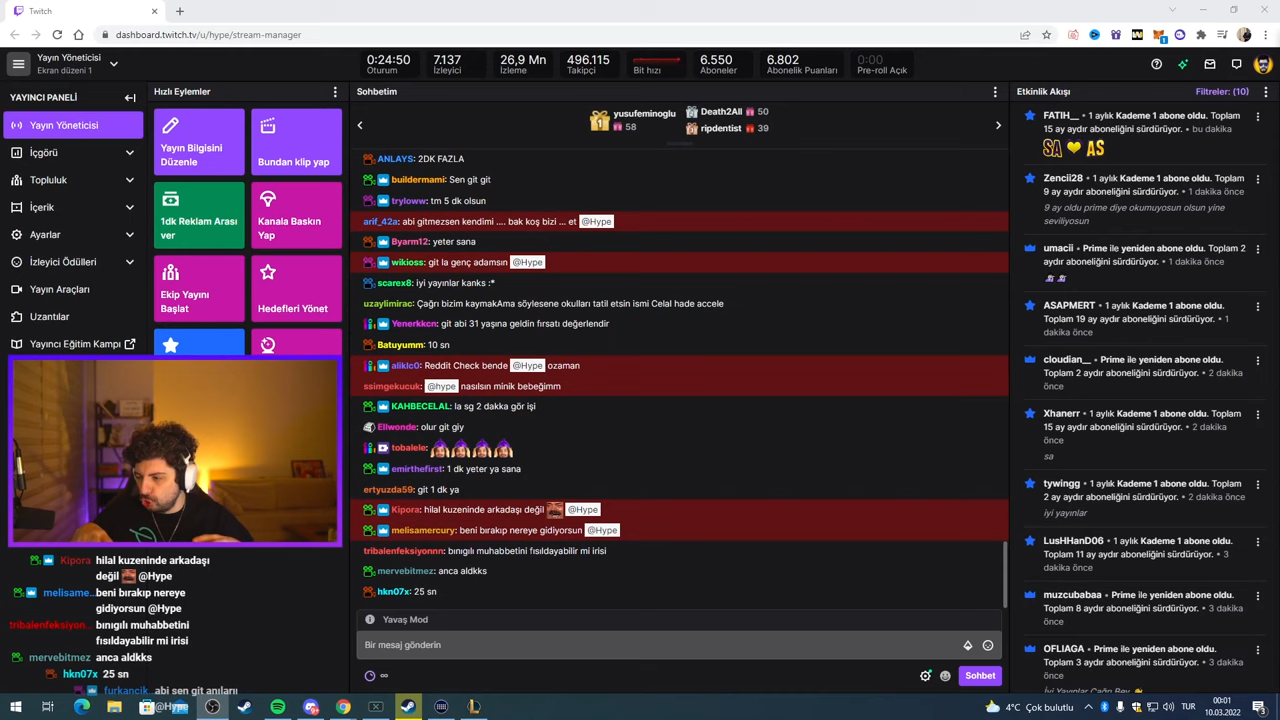 Twitch
dashboard.twitch.tv/u/hype/stream-manager
Yayın Yöneticisi
Ekran düzeni 1
0:24:50
Oturum
7.137
İzleyici
26,9 Mn
İzleme
496.115
Takipçi
Bit hızı
6.550
Aboneler
6.802
Abonelik Puanları
0:00
Pre-roll Açık
YAYINCI PANELİ
Yayın Yöneticisi
İçgörü
Topluluk
İçerik
Ayarlar
İzleyici Ödülleri
Yayın Araçları
Uzantılar
Yayıncı Eğitim Kampı
Hızlı Eylemler
Yayın Bilgisini
Düzenle
Bundan klip yap
1dk Reklam Arası
ver
Kanala Baskın
Yap
Ekip Yayını
Başlat
Hedefleri Yönet
hilal kuzeninde arkadaşı
Kipora
değil @Hype
melisame... beni bırakıp nereye
gidiyorsun @Hype
tribalenfeksiyon... bınıgılı muhabbetini
fısıldayabilir mi irisi
mervebitmez anca aldkks
hkn07x 25 sn
furkancik. abi sen git anıları
@Hype
Sohbetim
1
yusufeminoglu
58
Death2All 50
ripdentist 39
ANLAYS: 2DK FAZLA
buildermami: Sen git git
tryloww: tm 5 dk olsun
arif_42a: abi gitmezsen kendimi .... bak koş bizi ... et @Hype
Byarm12: yeter sana
wikioss: git la genç adamsın @Hype
scarex8: iyi yayınlar kanks :*
uzaylimirac: Çağrı bizim kaymakAma söylesene okulları tatil etsin ismi Celal hade accele
Yenerkkcn: git abi 31 yaşına geldin fırsatı değerlendir
Batuyumm: 10 sn
aliklc0: Reddit Check bende @Hype ozaman
ssimgekucuk: @hype nasılsın minik bebeğimm
KAHBECELAL: la sg 2 dakka gör işi
Ellwonde: olur git giy
tobalele:
emirthefirst: 1 dk yeter ya sana
ertyuzda59: git 1 dk ya
Kipora: hilal kuzeninde arkadaşı değil @Hype
melisamercury: beni bırakıp nereye gidiyorsun @Hype
tribalenfeksiyonnn: bıngılı muhabbetini fısıldayabilir mi irisi
mervebitmez: anca aldkks
hkn07x: 25 sn
Yavaş Mod
Bir mesaj gönderin
∞
Sohbet
Etkinlik Akışı
Filtreler: (10)
FATIH__ • 1 aylık Kademe 1 abone oldu. Toplam
15 ay aydır aboneliğini sürdürüyor. • bu dakika
SA AS
Zencii28 • 1 aylık Kademe 1 abone oldu. Toplam
9 ay aydır aboneliğini sürdürüyor. • 1 dakika önce
9 ay oldu prime diye okumuyosun olsun yine
seviliyosun
umacii • Prime ile yeniden abone oldu. Toplam 2
aydır aboneliğini sürdürüyor. • 1 dakika önce
ASAPMERT • 1 aylık Kademe 1 abone oldu.
Toplam 19 ay aydır aboneliğini sürdürüyor. • 1
dakika önce
cloudian__ • Prime ile yeniden abone oldu.
Toplam 2 aydır aboneliğini sürdürüyor. • 2 dakika
önce
Xhanerr • 1 aylık Kademe 1 abone oldu. Toplam
15 ay aydır aboneliğini sürdürüyor. • 2 dakika
önce
sa
tywingg • 1 aylık Kademe 1 abone oldu. Toplam
2 ay aydır aboneliğini sürdürüyor. • 2 dakika önce
iyi yayınlar
LusHHanD06 • 1 aylık Kademe 1 abone oldu.
Toplam 11 ay aydır aboneliğini sürdürüyor. • 3
dakika önce
muzcubabaa • Prime ile yeniden abone oldu.
Toplam 8 aydır aboneliğini sürdürüyor. • 3 dakika
önce
OFLIAGA • Prime ile yeniden abone oldu.
Toplam 3 aydır aboneliğini sürdürüyor. • 3 dakika
önce
İyi Yayınlar Çağrı Bey
4°C Çok bulutlu
TUR
00:01
10.03.2022
3